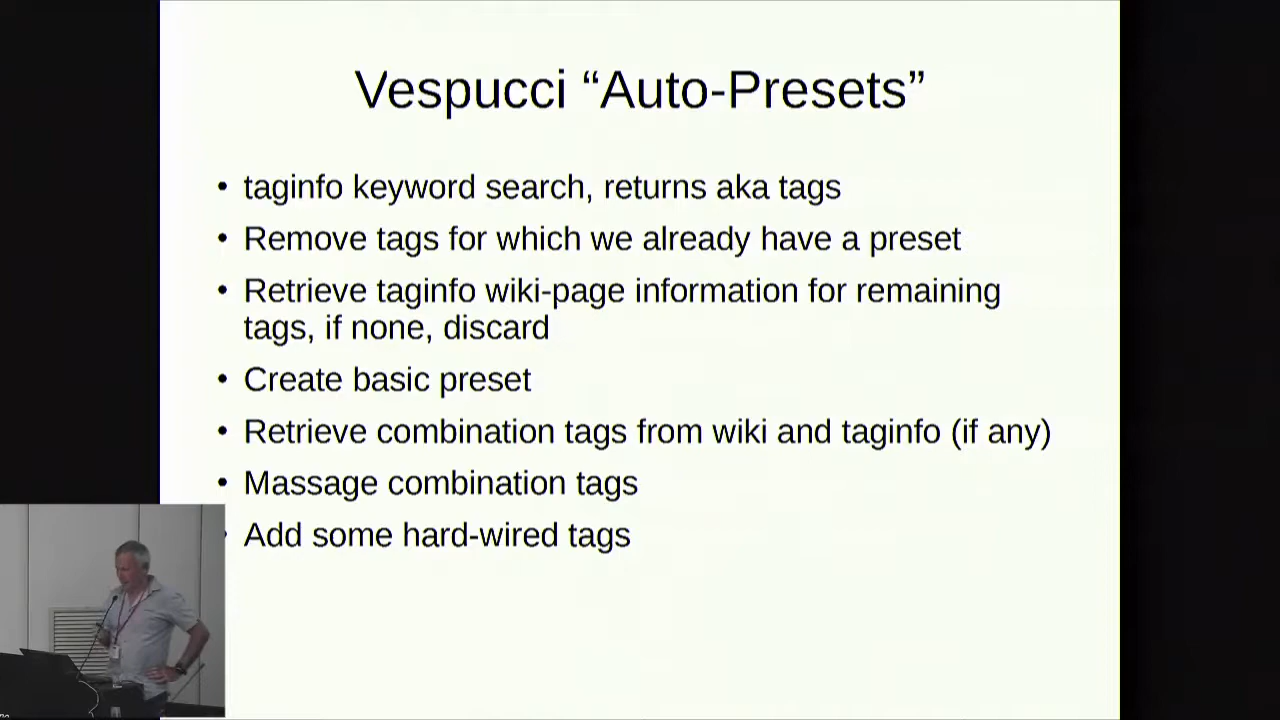 Vespucci “Auto-Presets”
• taginfo keyword search, returns aka tags
• Remove tags for which we already have a preset
• Retrieve taginfo wiki-page information for remaining
tags, if none, discard
• Create basic preset
• Retrieve combination tags from wiki and taginfo (if any)
• Massage combination tags
• Add some hard-wired tags